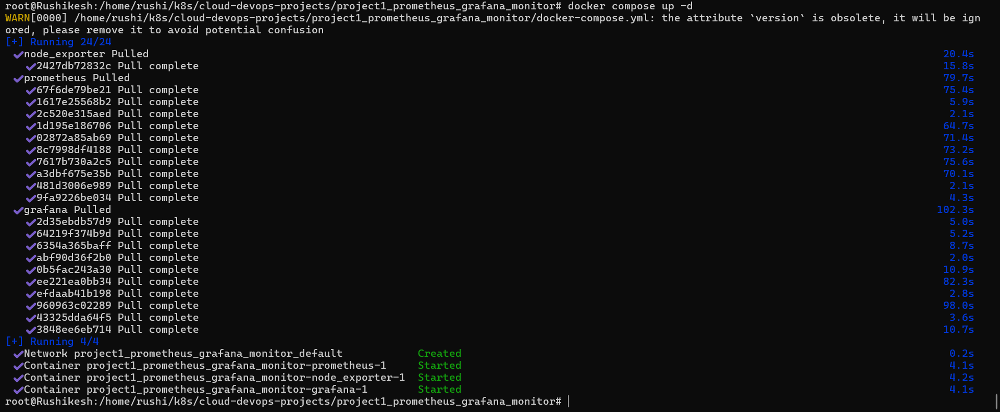 root@Rushikesh:/home/rushi/k8s/cloud-devops-projects/project1_prometheus_grafana_monitor# docker compose up -d
WARN[0000] /home/rushi/k8s/cloud-devops-projects/project1_prometheus_grafana_monitor/docker-compose.yml: the attribute `version` is obsolete, it will be ign
ored, please remove it to avoid potential confusion
[+] Running 24/24
✔node_exporter Pulled 20.4s
✔2427db72832c Pull complete 15.8s
✔prometheus Pulled 79.7s
✔67f6de79be21 Pull complete 75.4s
✔1617e25568b2 Pull complete 5.9s
✔2c520e315aed Pull complete 2.1s
✔1d195e186706 Pull complete 64.7s
✔02872a85ab69 Pull complete 71.4s
✔8c7998df4188 Pull complete 73.2s
✔7617b730a2c5 Pull complete 75.6s
✔a3dbf675e35b Pull complete 70.1s
✔481d3006e989 Pull complete 2.1s
✔9fa9226be034 Pull complete 4.3s
✔grafana Pulled 102.3s
✔2d35ebdb57d9 Pull complete 5.0s
✔64219f374b9d Pull complete 5.2s
✔6354a365baff Pull complete 8.7s
✔abf90d36f2b0 Pull complete 2.0s
✔0b5fac243a30 Pull complete 10.9s
✔ee221ea0bb34 Pull complete 82.3s
✔efdaab41b198 Pull complete 2.8s
✔960963c02289 Pull complete 98.0s
✔43325dda64f5 Pull complete 3.6s
✔3848ee6eb714 Pull complete 10.7s
[+] Running 4/4
✔Network project1_prometheus_grafana_monitor_default Created 0.2s
✔Container project1_prometheus_grafana_monitor-prometheus-1 Started 4.1s
✔Container project1_prometheus_grafana_monitor-node_exporter-1 Started 4.2s
✔Container project1_prometheus_grafana_monitor-grafana-1 Started 4.1s
root@Rushikesh:/home/rushi/k8s/cloud-devops-projects/project1_prometheus_grafana_monitor#